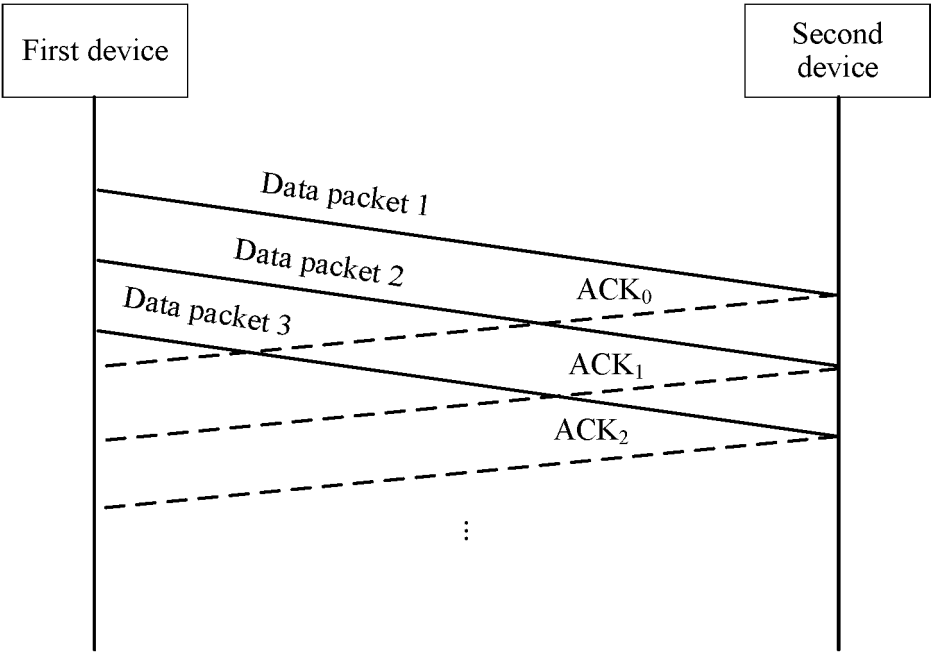 First device
Second
device
Data packet 1
Data packet 2
ACK₀
Data packet 3
ACK₁
ACK₂
⋮